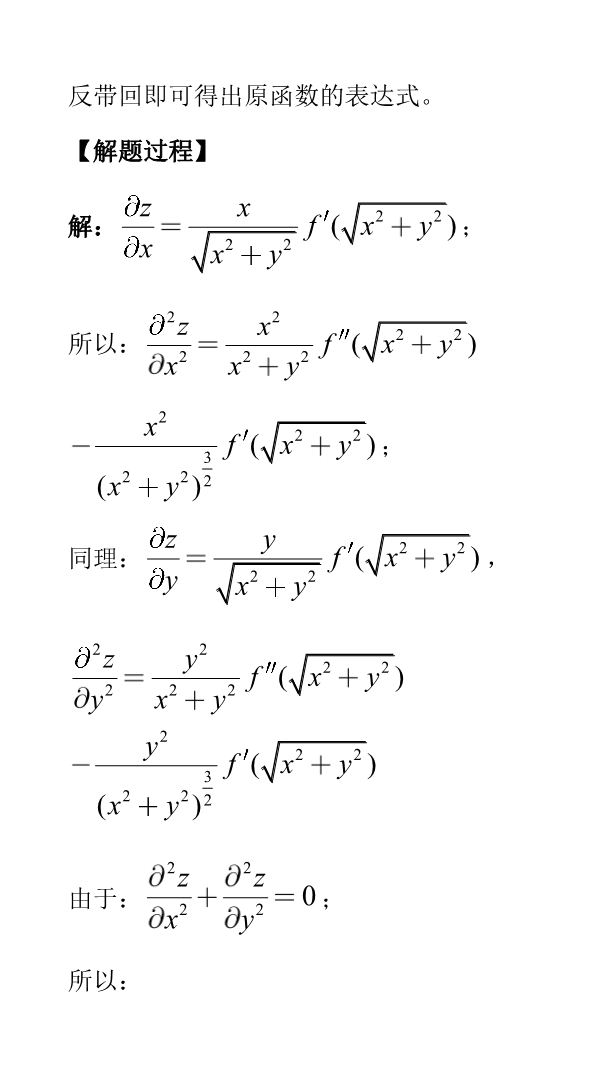 反带回即可得出原函数的表达式。
【解题过程】
解：$\frac{\partial z}{\partial x}=\frac{x}{\sqrt{x^2+y^2}}f'(\sqrt{x^2+y^2})$；
所以：$\frac{\partial^2 z}{\partial x^2}=\frac{x^2}{x^2+y^2}f''(\sqrt{x^2+y^2})$
$-\frac{x^2}{(x^2+y^2)^{\frac{3}{2}}}f'(\sqrt{x^2+y^2})$；
同理：$\frac{\partial z}{\partial y}=\frac{y}{\sqrt{x^2+y^2}}f'(\sqrt{x^2+y^2})$，
$\frac{\partial^2 z}{\partial y^2}=\frac{y^2}{x^2+y^2}f''(\sqrt{x^2+y^2})$
$-\frac{y^2}{(x^2+y^2)^{\frac{3}{2}}}f'(\sqrt{x^2+y^2})$
由于：$\frac{\partial^2 z}{\partial x^2}+\frac{\partial^2 z}{\partial y^2}=0$；
所以：